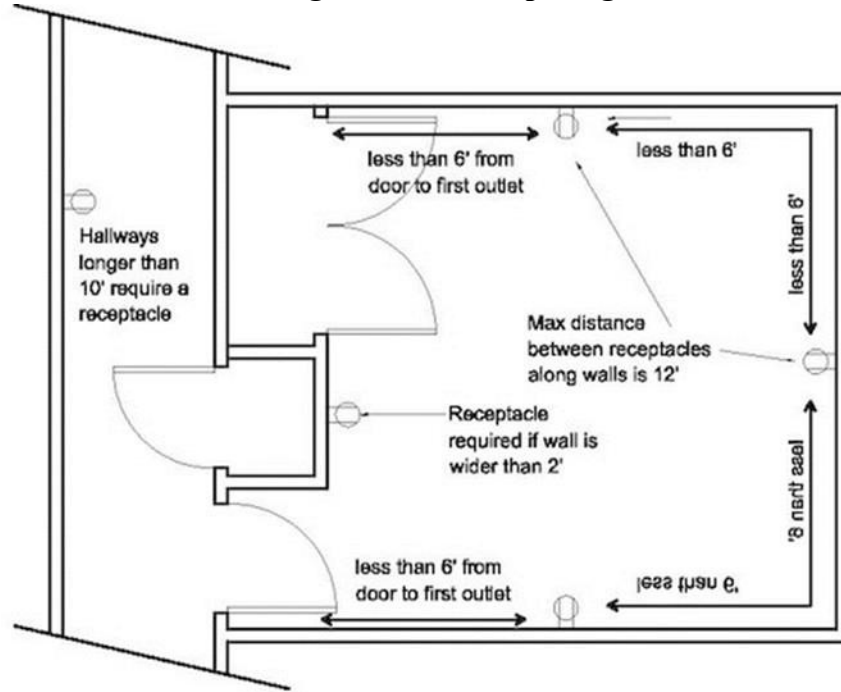 less than 6' from
door to first outlet
less than 6'
less than 6'
Hallways
longer than
10' require a
receptacle
Max distance
between receptacles
along walls is 12'
Receptacle
required if wall is
wider than 2'
less than 6'
less than 6' from
door to first outlet
less than 6'